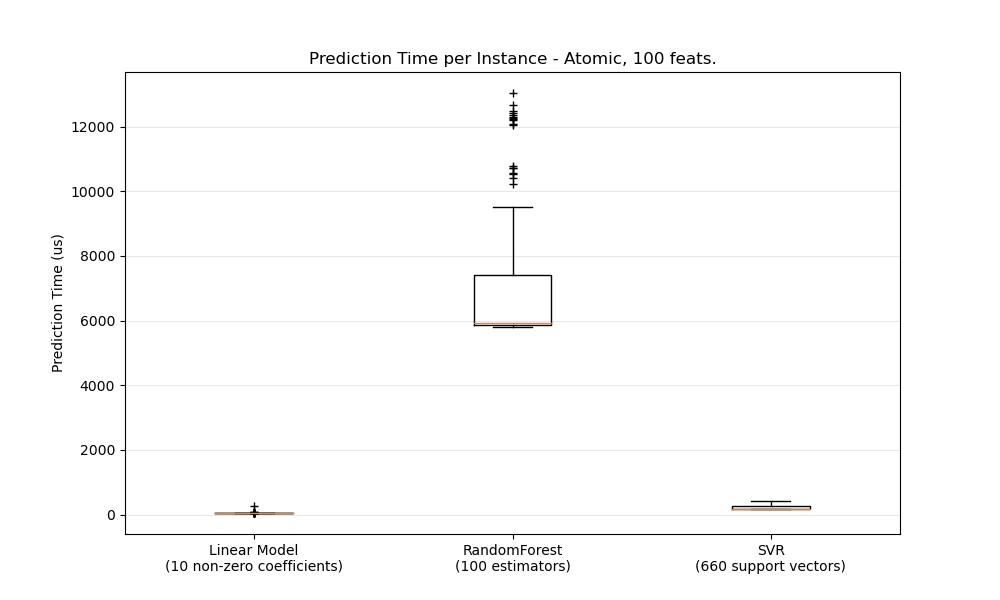 Prediction Time per Instance - Atomic, 100 feats.
Prediction Time (us)
12000
10000
8000
6000
4000
2000
0
Linear Model
(10 non-zero coefficients)
RandomForest
(100 estimators)
SVR
(660 support vectors)